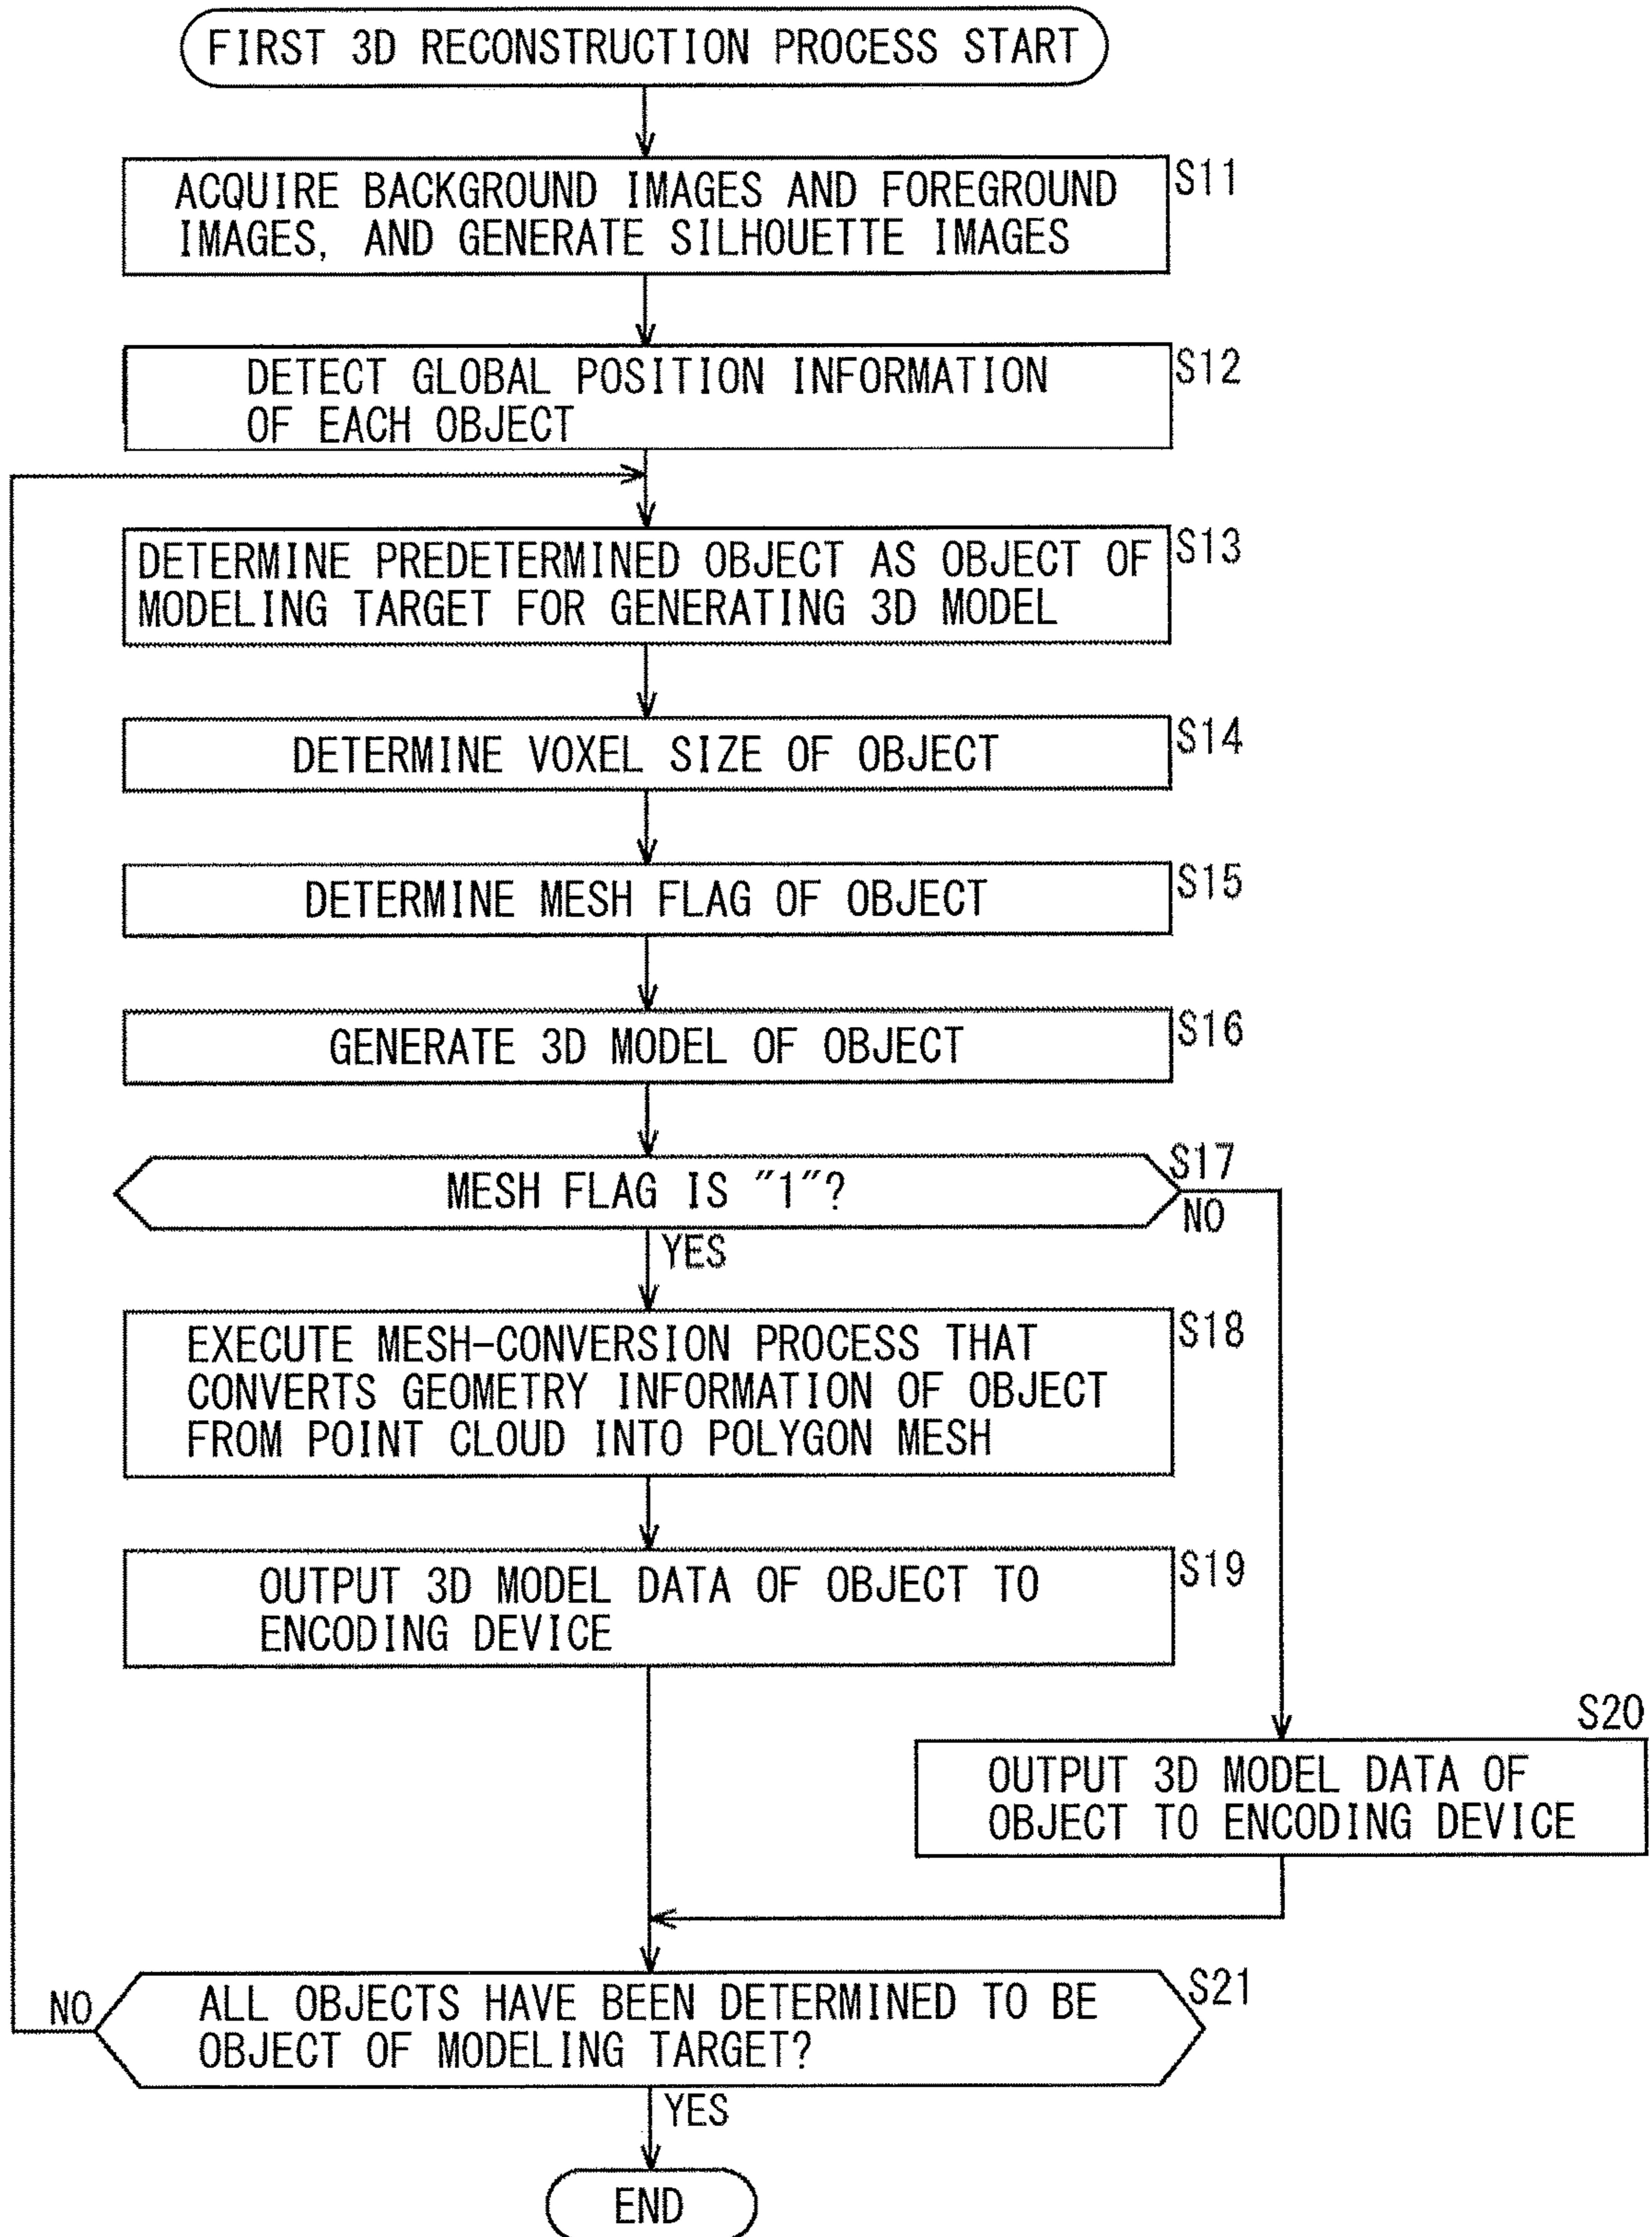 FIRST 3D RECONSTRUCTION PROCESS START
ACQUIRE BACKGROUND IMAGES AND FOREGROUND
IMAGES, AND GENERATE SILHOUETTE IMAGES
S11
DETECT GLOBAL POSITION INFORMATION
OF EACH OBJECT
S12
DETERMINE PREDETERMINED OBJECT AS OBJECT OF
MODELING TARGET FOR GENERATING 3D MODEL
S13
DETERMINE VOXEL SIZE OF OBJECT
S14
DETERMINE MESH FLAG OF OBJECT
S15
GENERATE 3D MODEL OF OBJECT
S16
MESH FLAG IS "1"?
S17
NO
YES
EXECUTE MESH-CONVERSION PROCESS THAT
CONVERTS GEOMETRY INFORMATION OF OBJECT
FROM POINT CLOUD INTO POLYGON MESH
S18
OUTPUT 3D MODEL DATA OF OBJECT TO
ENCODING DEVICE
S19
S20
OUTPUT 3D MODEL DATA OF
OBJECT TO ENCODING DEVICE
NO
ALL OBJECTS HAVE BEEN DETERMINED TO BE
OBJECT OF MODELING TARGET?
S21
YES
END